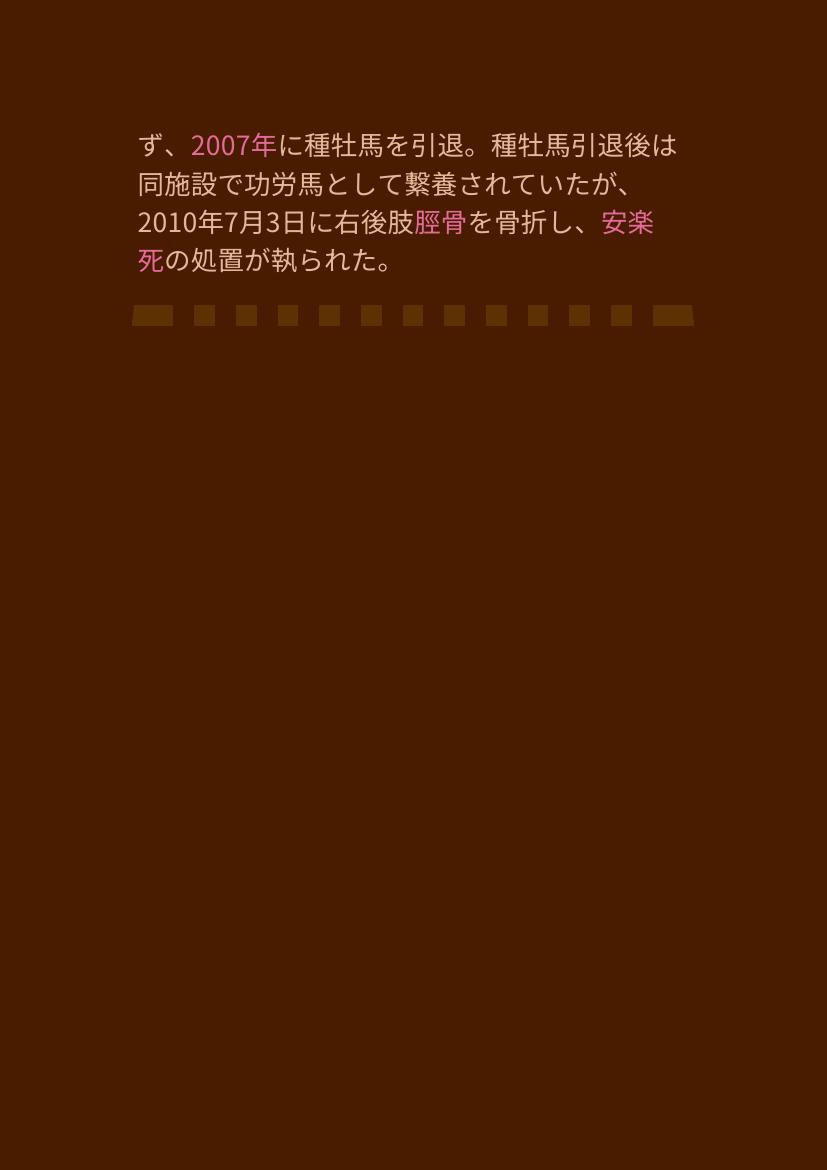 ず、2007年に種牡馬を引退。種牡馬引退後は
同施設で功労馬として繋養されていたが、
2010年7月3日に右後肢脛骨を骨折し、安楽
死の処置が執られた。